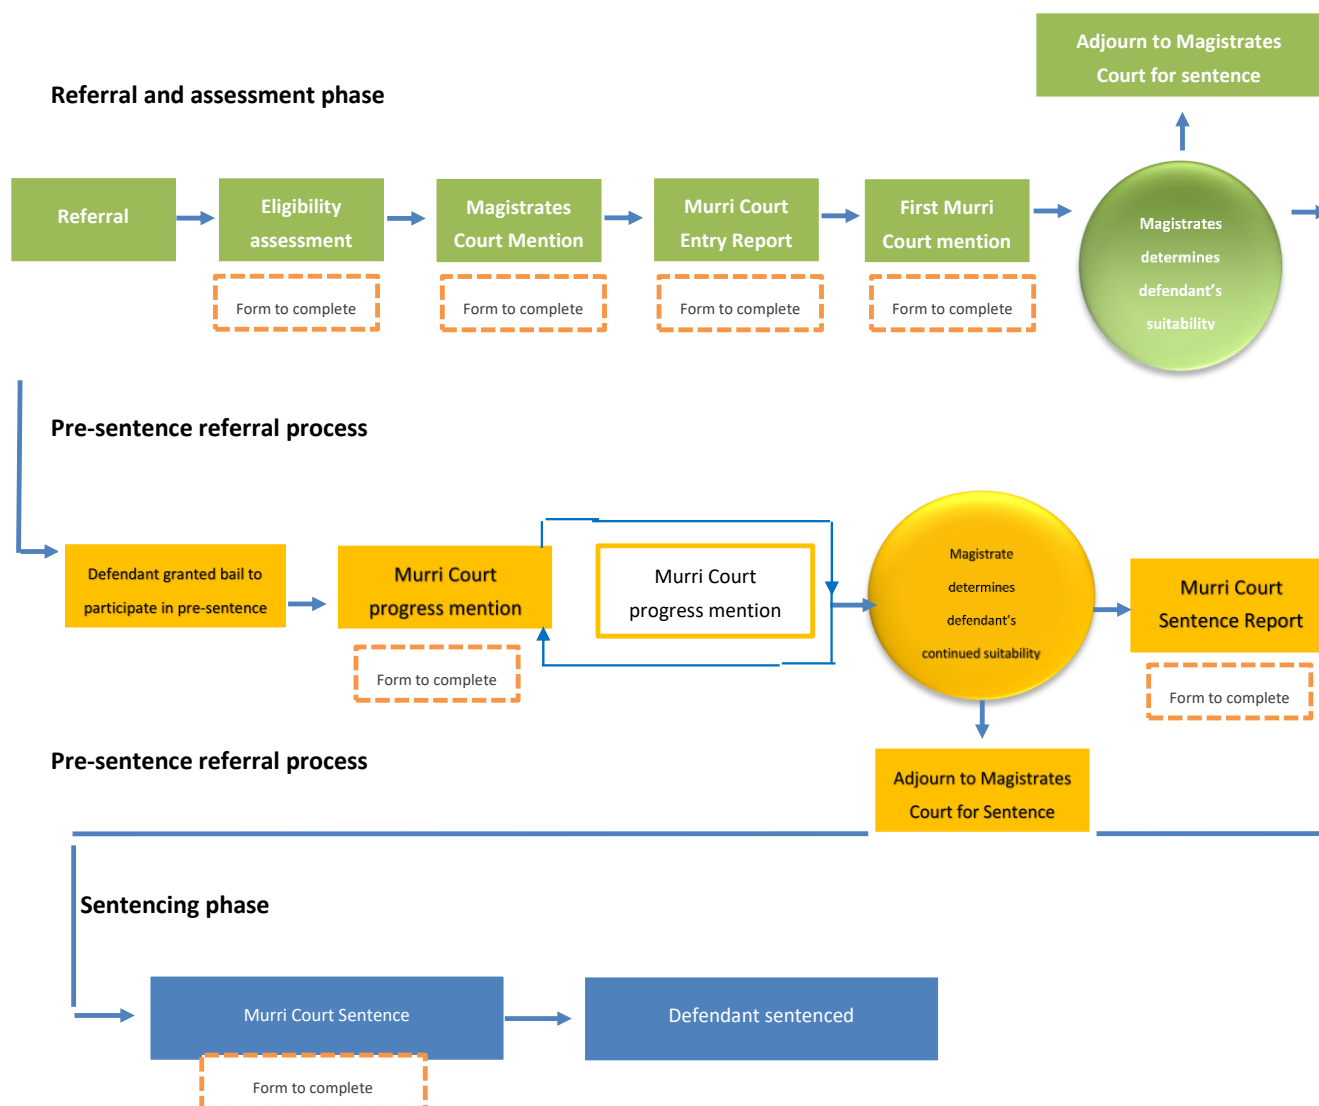 Adjourn to Magistrates
Court for sentence
Referral and assessment phase
Referral
Eligibility
assessment
Magistrates
Court Mention
Murri Court
Entry Report
First Murri
Court mention
Magistrates
determines
defendant's
suitability
Form to complete
Form to complete
Form to complete
Form to complete
Pre-sentence referral process
Defendant granted bail to
participate in pre-sentence
Murri Court
progress mention
Murri Court
progress mention
Magistrate
determines
defendant's
continued suitability
Murri Court
Sentence Report
Form to complete
Form to complete
Pre-sentence referral process
Adjourn to Magistrates
Court for Sentence
Sentencing phase
Murri Court Sentence
Defendant sentenced
Form to complete